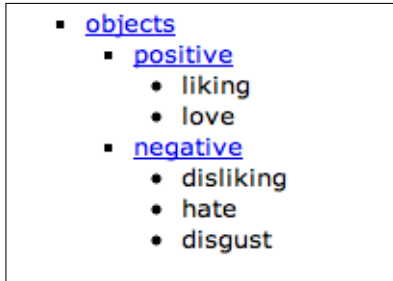 objects
positive
liking
love
negative
disliking
hate
disgust